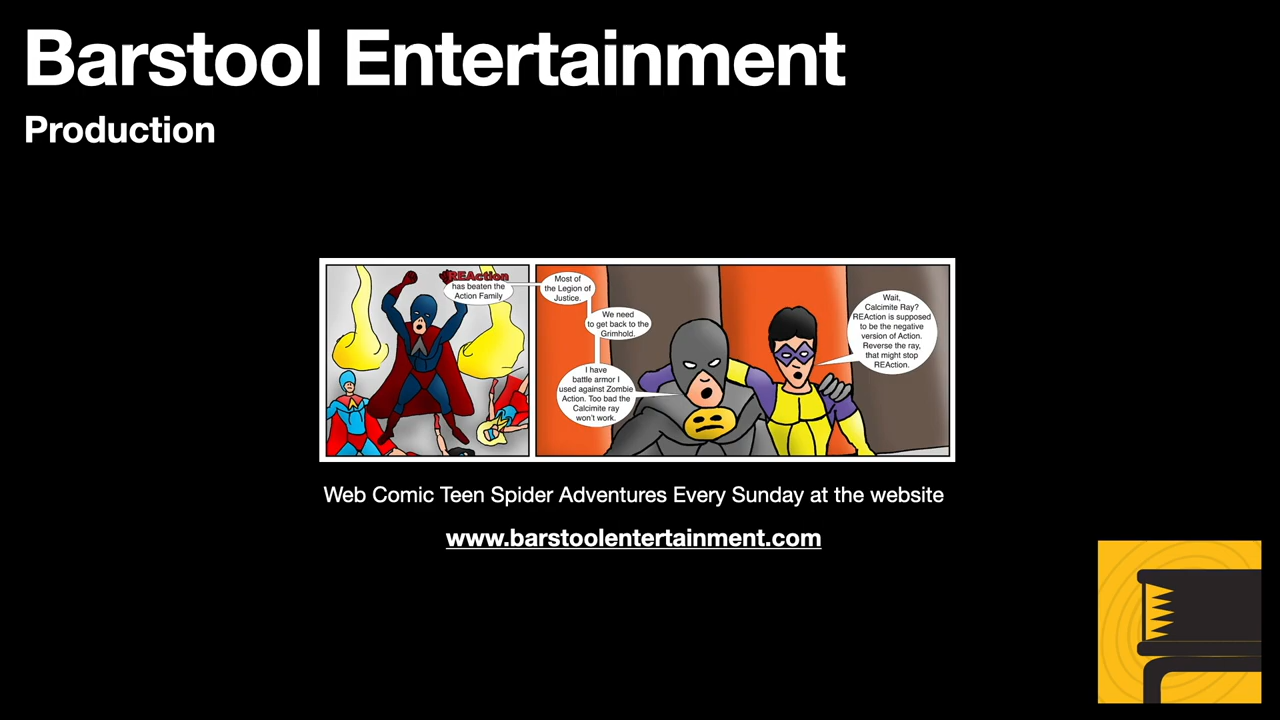 Barstool Entertainment
Production
REAction
has beaten the
Action Family
Most of
the Legion of
Justice.
We need
to get back to the
Grimhold.
I have
battle armor I
used against Zombie
Action. Too bad the
Calcimite ray
won't work.
Wait,
Calcimite Ray?
REAction is supposed
to be the negative
version of Action.
Reverse the ray,
that might stop
REAction.
Web Comic Teen Spider Adventures Every Sunday at the website
www.barstoolentertainment.com